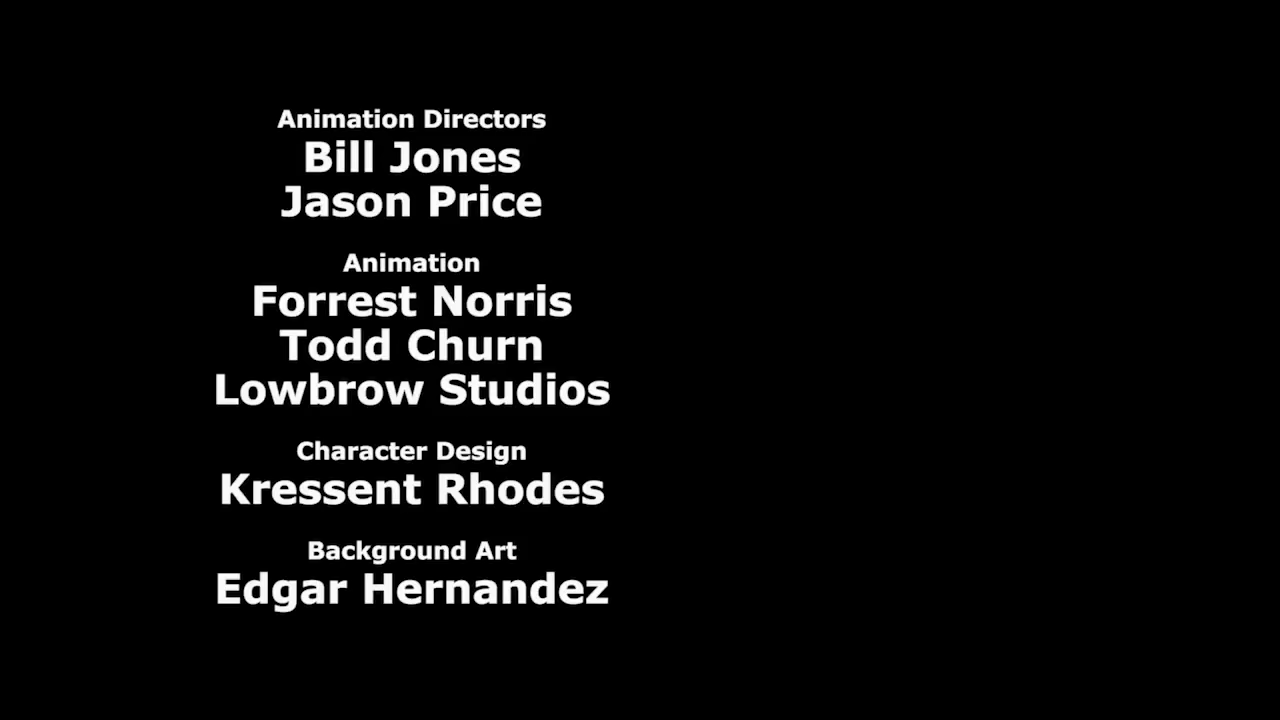 Animation Directors
Bill Jones
Jason Price
Animation
Forrest Norris
Todd Churn
Lowbrow Studios
Character Design
Kressent Rhodes
Background Art
Edgar Hernandez